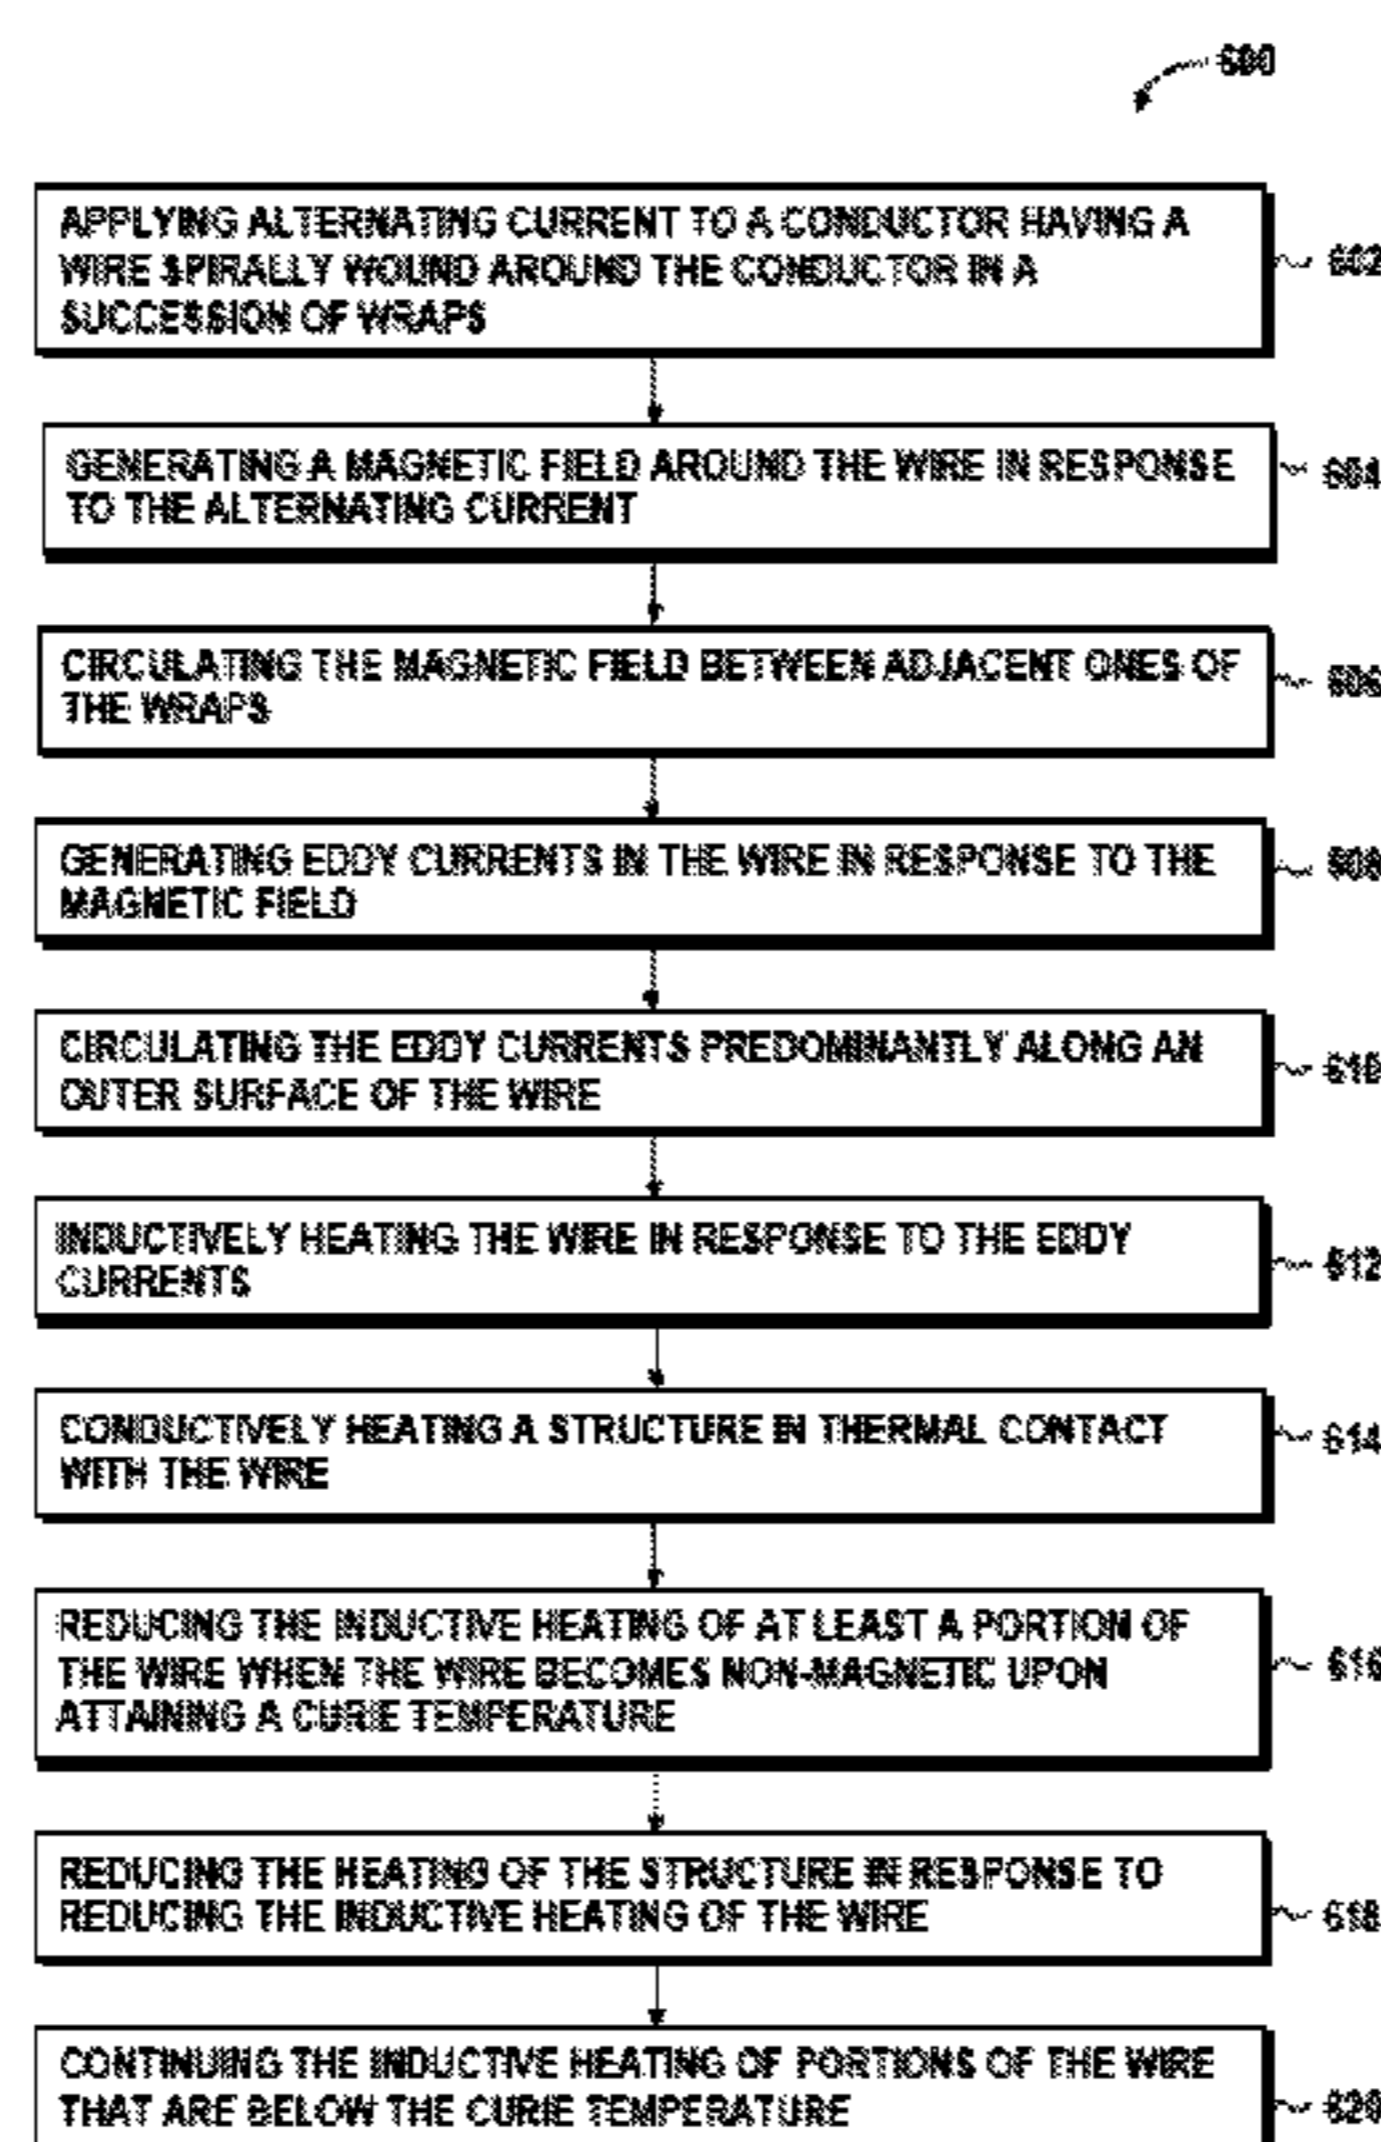 600
APPLYING ALTERNATING CURRENT TO A CONDUCTOR HAVING A
WIRE SPIRALLY WOUND AROUND THE CONDUCTOR IN A
SUCCESSION OF WRAPS
602
GENERATING A MAGNETIC FIELD AROUND THE WIRE IN RESPONSE
TO THE ALTERNATING CURRENT
604
CIRCULATING THE MAGNETIC FIELD BETWEEN ADJACENT ONES OF
THE WRAPS
606
GENERATING EDDY CURRENTS IN THE WIRE IN RESPONSE TO THE
MAGNETIC FIELD
608
CIRCULATING THE EDDY CURRENTS PREDOMINANTLY ALONG AN
OUTER SURFACE OF THE WIRE
610
INDUCTIVELY HEATING THE WIRE IN RESPONSE TO THE EDDY
CURRENTS
612
CONDUCTIVELY HEATING A STRUCTURE IN THERMAL CONTACT
WITH THE WIRE
614
REDUCING THE INDUCTIVE HEATING OF AT LEAST A PORTION OF
THE WIRE WHEN THE WIRE BECOMES NON-MAGNETIC UPON
ATTAINING A CURIE TEMPERATURE
616
REDUCING THE HEATING OF THE STRUCTURE IN RESPONSE TO
REDUCING THE INDUCTIVE HEATING OF THE WIRE
618
CONTINUING THE INDUCTIVE HEATING OF PORTIONS OF THE WIRE
THAT ARE BELOW THE CURIE TEMPERATURE
620